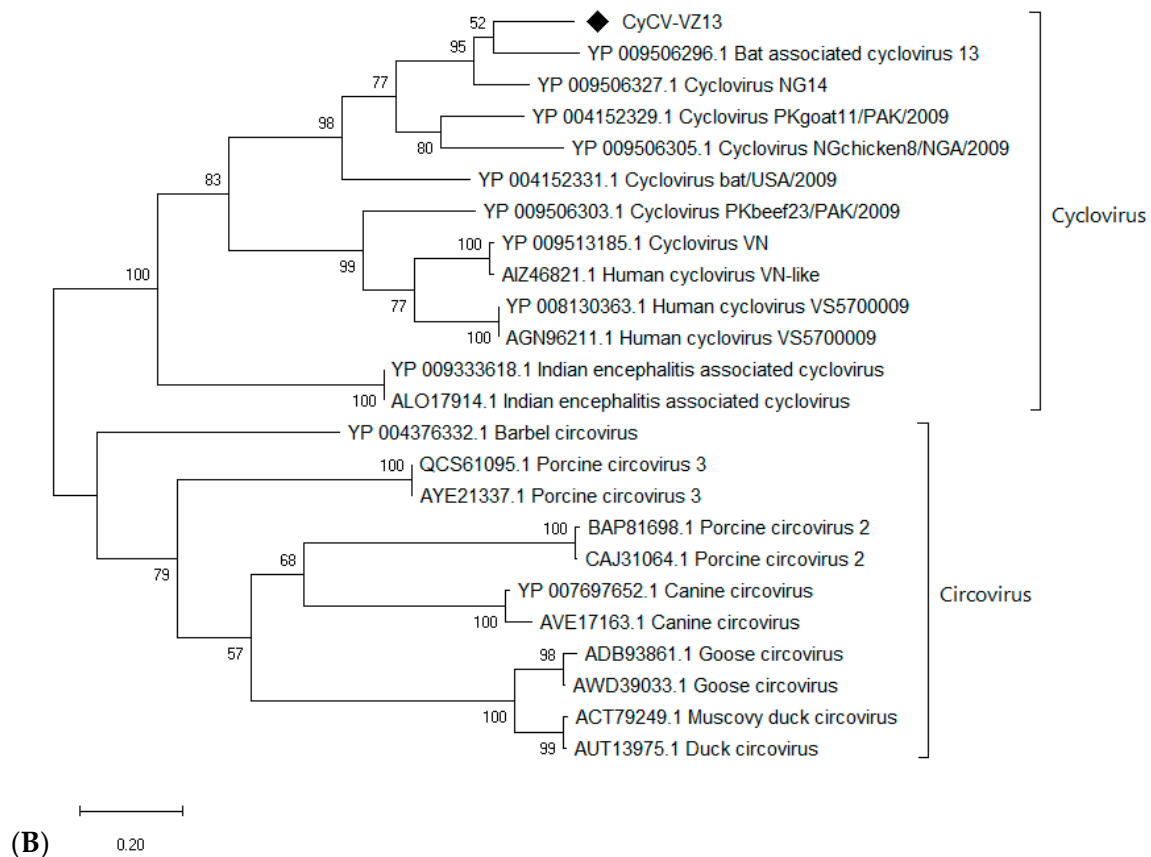 52
CyCV-VZ13
YP 009506296.1 Bat associated cyclovirus 13
95
YP 009506327.1 Cyclovirus NG14
77
YP 004152329.1 Cyclovirus PKgoat11/PAK/2009
98
80
YP 009506305.1 Cyclovirus NGchicken8/NGA/2009
83
YP 004152331.1 Cyclovirus bat/USA/2009
YP 009506303.1 Cyclovirus PKbeef23/PAK/2009
Cyclovirus
100
YP 009513185.1 Cyclovirus VN
99
100
AIZ46821.1 Human cyclovirus VN-like
77
YP 008130363.1 Human cyclovirus VS5700009
100
AGN96211.1 Human cyclovirus VS5700009
YP 009333618.1 Indian encephalitis associated cyclovirus
100
ALO17914.1 Indian encephalitis associated cyclovirus
YP 004376332.1 Barbel circovirus
100
QCS61095.1 Porcine circovirus 3
AYE21337.1 Porcine circovirus 3
100
BAP81698.1 Porcine circovirus 2
68
CAJ31064.1 Porcine circovirus 2
79
YP 007697652.1 Canine circovirus
Circovirus
100
AVE17163.1 Canine circovirus
57
98
ADB93861.1 Goose circovirus
AWD39033.1 Goose circovirus
100
ACT79249.1 Muscovy duck circovirus
99
AUT13975.1 Duck circovirus
(B)
0.20